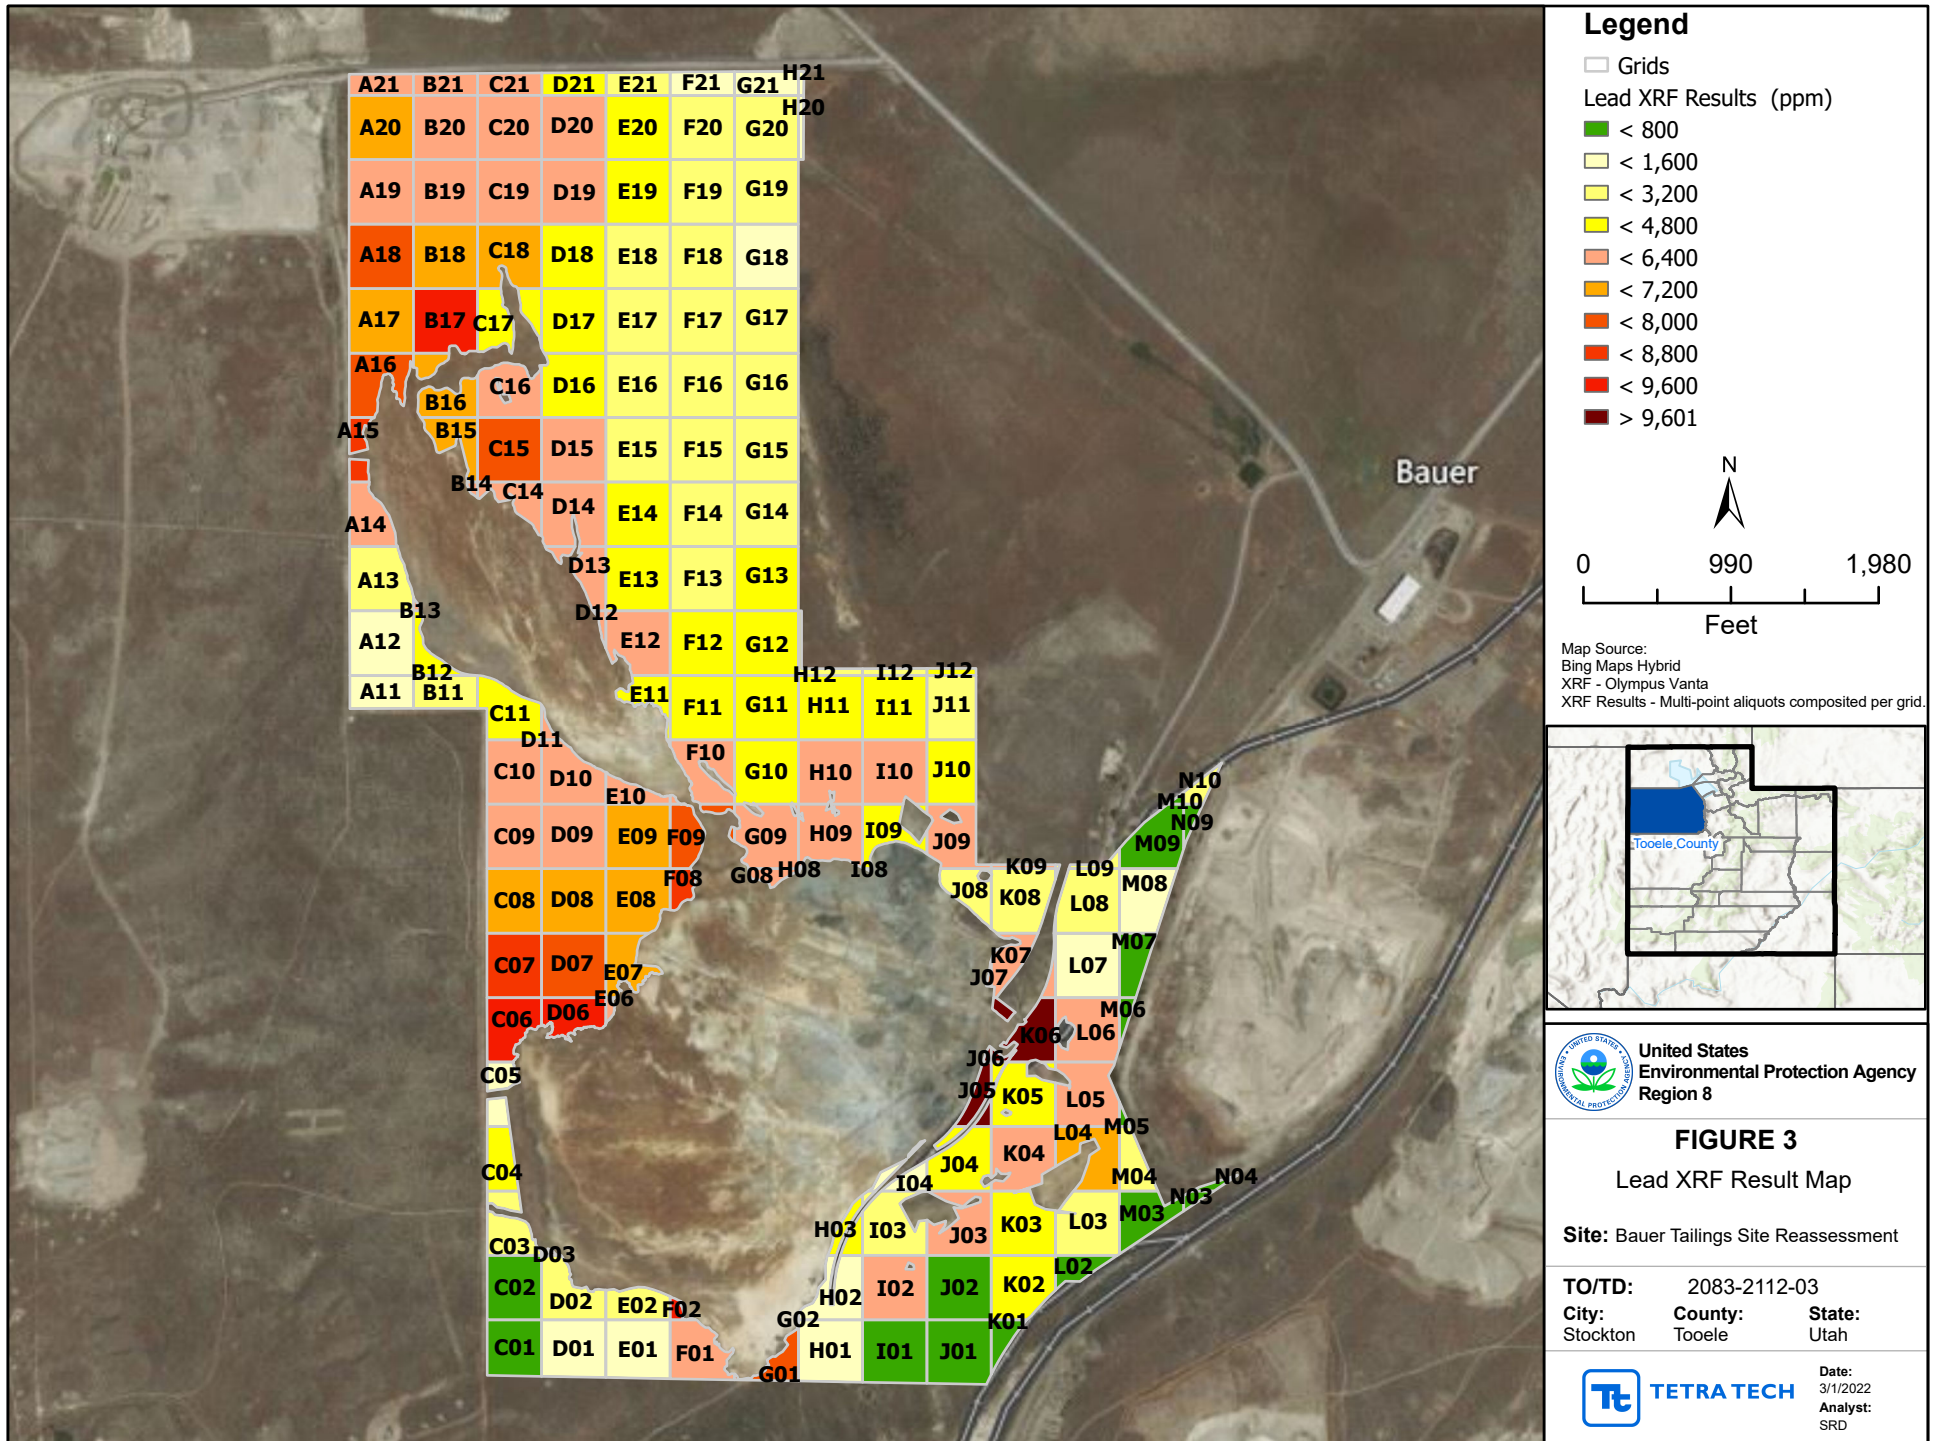 A21 B21 C21 D21 E21 F21 G21 H21
H20
A20 B20 C20 D20 E20 F20 G20
A19 B19 C19 D19 E19 F19 G19
A18 B18 C18 D18 E18 F18 G18
A17 B17 C17 D17 E17 F17 G17
A16 B16 C16 D16 E16 F16 G16
A15 B15 C15 D15 E15 F15 G15
B14 C14
A14 D14 E14 F14 G14
A13 D13 E13 F13 G13
B13 D12
A12 E12 F12 G12
B12 H12 I12 J12
A11 B11 C11 E11 F11 G11 H11 I11 J11
D11
C10 D10 E10 F10 G10 H10 I10 J10
N10
M10
N09
C09 D09 E09 F09 G09 H09 I09 J09 M09
F08 G08 H08 I08 K09 L09 M08
C08 D08 E08 J08 K08 L08
C07 D07 E07 J07 K07 L07 M07
C06 D06 E06 K06 L06 M06
J06
C05 J05 K05 L05 M05
L04
C04 I04 J04 K04 M04 N04
N03
C03 D03 H03 I03 J03 K03 L03 M03
C02 D02 E02 F02 G02 H02 I02 J02 K02 L02
K01
C01 D01 E01 F01 G01 H01 I01 J01
Bauer
Legend
Grids
Lead XRF Results (ppm)
< 800
< 1,600
< 3,200
< 4,800
< 6,400
< 7,200
< 8,000
< 8,800
< 9,600
> 9,601
N
0 990 1,980
Feet
Map Source:
Bing Maps Hybrid
XRF - Olympus Vanta
XRF Results - Multi-point aliquots composited per grid.
Tooele County
UNITED STATES
ENVIRONMENTAL PROTECTION AGENCY
United States
Environmental Protection Agency
Region 8
FIGURE 3
Lead XRF Result Map
Site: Bauer Tailings Site Reassessment
TO/TD: 2083-2112-03
City: County: State:
Stockton Tooele Utah
Tt TETRA TECH
Date:
3/1/2022
Analyst:
SRD